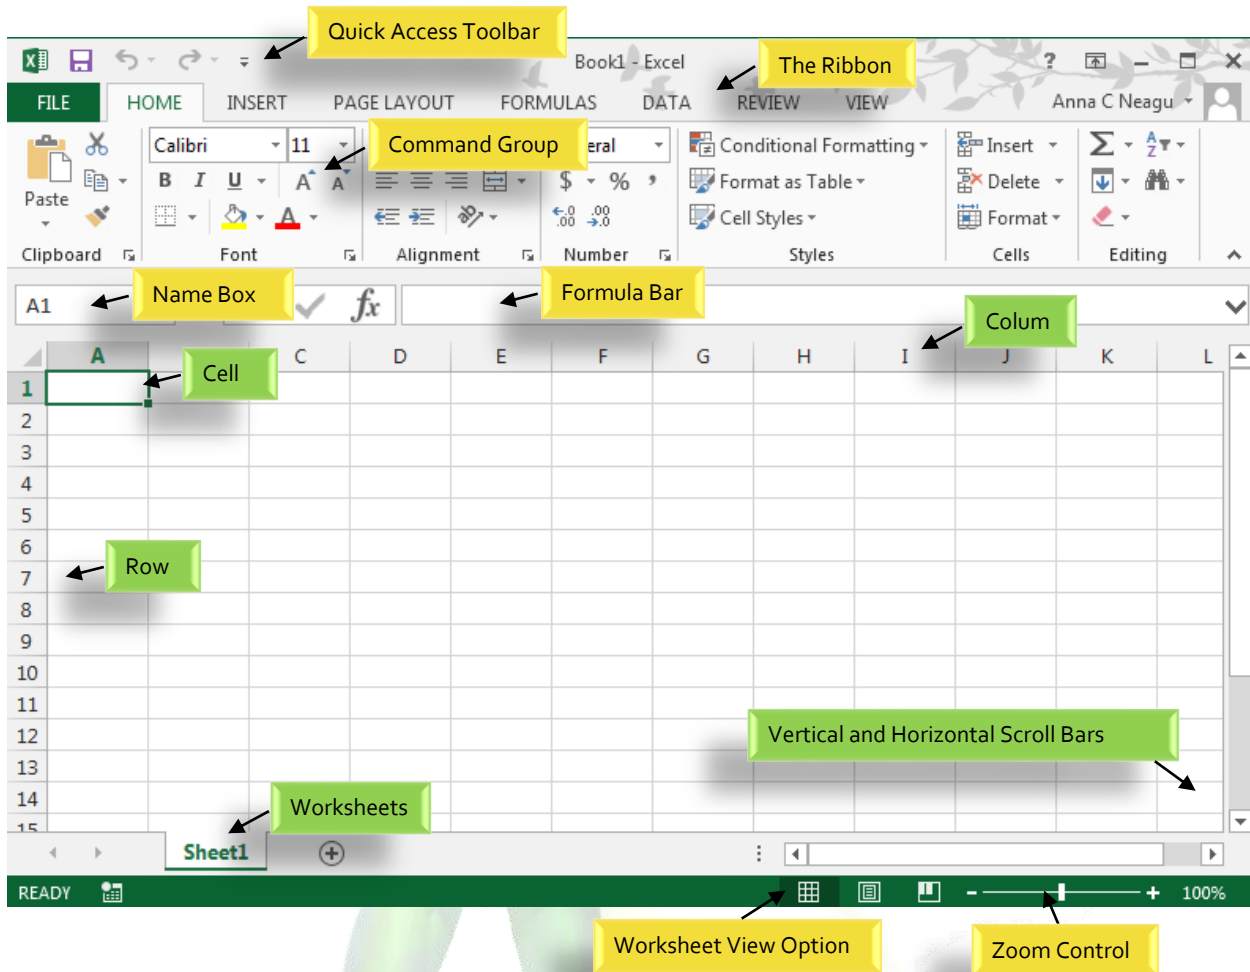 Quick Access Toolbar
Book1 - Excel
The Ribbon
?
FILE HOME INSERT PAGE LAYOUT FORMULAS DATA REVIEW VIEW Anna C Neagu
Calibri 11 Command Group eral Conditional Formatting Insert
B I U A A $ % , Format as Table Delete
Paste
A Cell Styles Format
Clipboard Font Alignment Number Styles Cells Editing
A1 Name Box fx Formula Bar
Colum
A C D E F G H I J K L
Cell
1
2
3
4
5
6
Row
7
8
9
10
11
12 Vertical and Horizontal Scroll Bars
13
14 Worksheets
15
Sheet1
READY - + 100%
Worksheet View Option Zoom Control